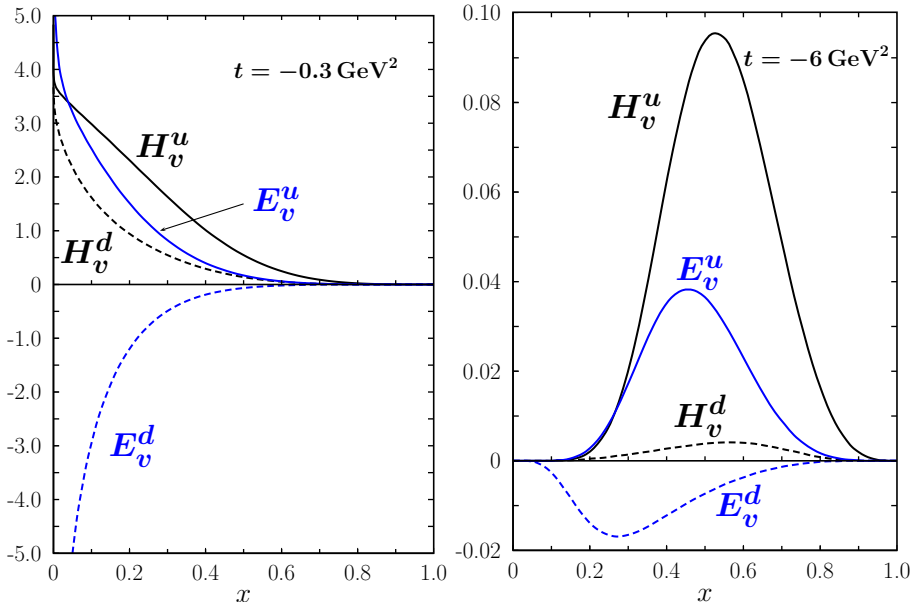 5.0
4.0
3.0
2.0
1.0
0
-1.0
-2.0
-3.0
-4.0
-5.0
t = −0.3 GeV²
H_v^u
E_v^u
H_v^d
E_v^d
0 0.2 0.4 0.6 0.8 1.0
x
0.10
0.08
0.06
0.04
0.02
0
-0.02
t = −6 GeV²
H_v^u
E_v^u
H_v^d
E_v^d
0 0.2 0.4 0.6 0.8 1.0
x